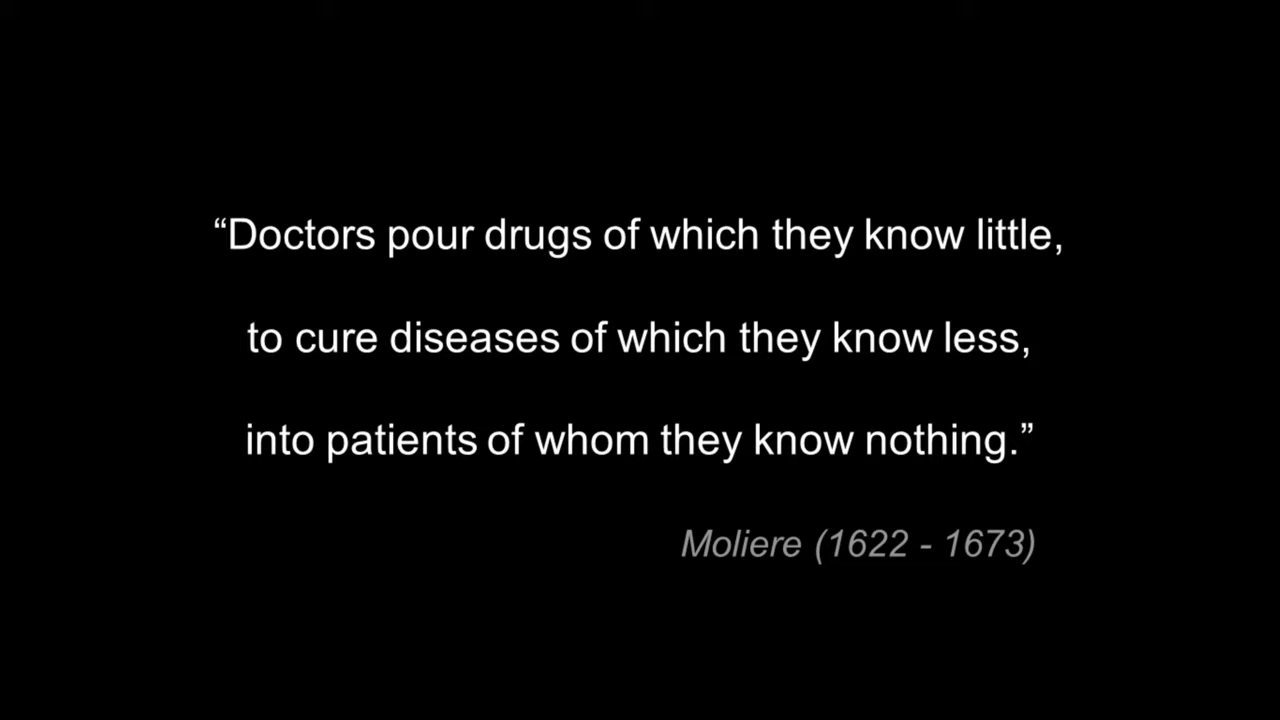 “Doctors pour drugs of which they know little,
to cure diseases of which they know less,
into patients of whom they know nothing.”
Moliere (1622 - 1673)